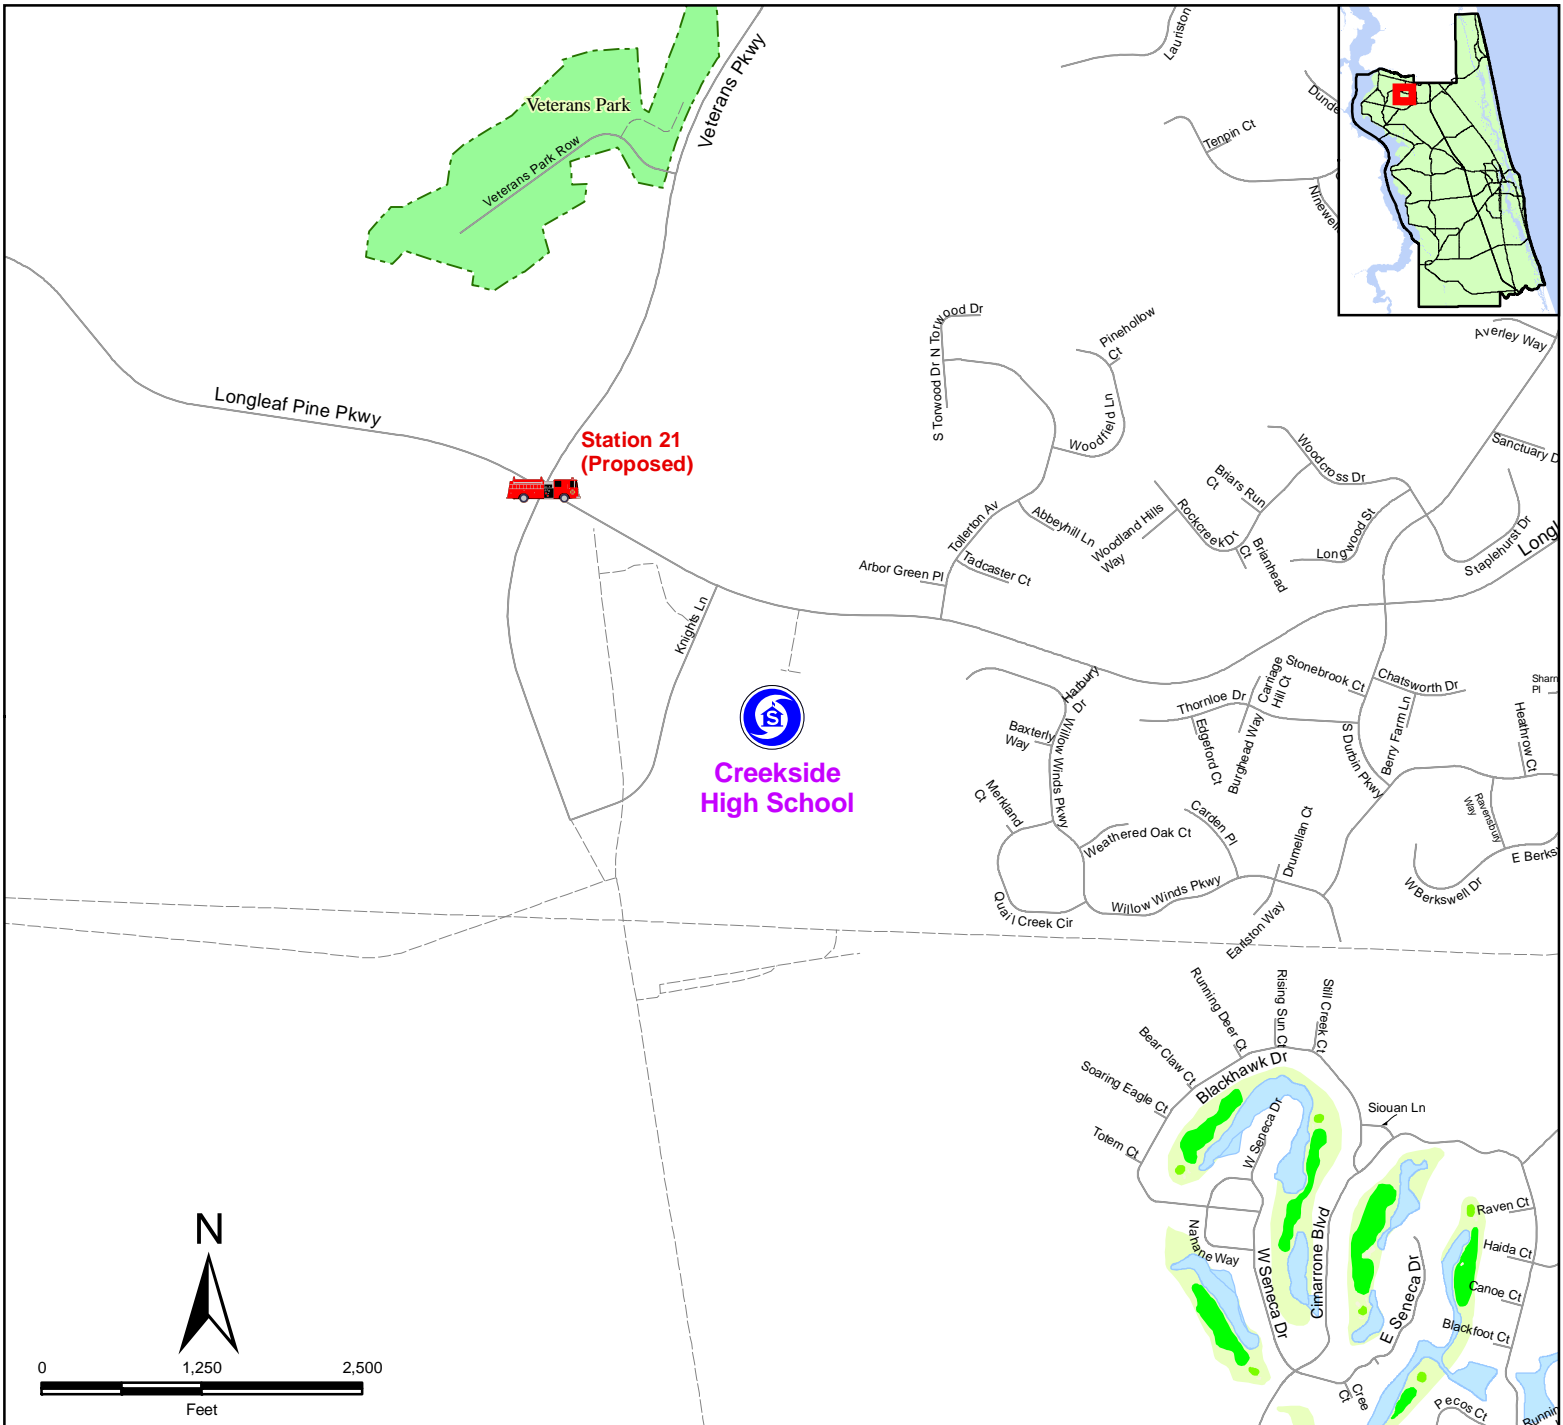 Lauriston
Dunde
Tenpin Ct
Ninewell
Veterans Pkwy
Veterans Park
Veterans Park Row
Longleaf Pine Pkwy
Station 21
(Proposed)
N Torwood Dr
S Torwood Dr
Pinehollow
Ct
Woodfield Ln
Averley Way
Sanctuary D
Woodcross Dr
Briars Run
Ct
Rockcreek Dr
Woodland Hills
Way
Brianhead
Ct
Longwood St
Staplehurst Dr
Longl
Tollerton Av
Abbeyhill Ln
Tadcaster Ct
Arbor Green Pl
Knights Ln
Harbury
Dr
Baxterly
Way
Willow Winds Pkwy
Merkland
Ct
Weathered Oak Ct
Quail Creek Cir
Willow Winds Pkwy
Thornloe Dr
Edgeford Ct
Burghead Way
Carriage
Hill Ct
Stonebrook Ct
Chatsworth Dr
Berry Farm Ln
S Durbin Pkwy
Sharn
Pl
Heathrow Ct
Ravensbury
Way
E Berks
W Berkswell Dr
Carden Pl
Drumellan Ct
Earlston Way
S
Creekside
High School
Running Deer Ct
Rising Sun Ct
Still Creek Ct
Bear Claw Ct
Soaring Eagle Ct
Totem Ct
Blackhawk Dr
W Seneca Dr
Siouan Ln
Nahane Way
W Seneca Dr
Cimarrone Blvd
E Seneca Dr
Raven Ct
Haida Ct
Canoe Ct
Blackfoot Ct
Cree
Ct
Pecos Ct
Runnin
N
0 1,250 2,500
Feet